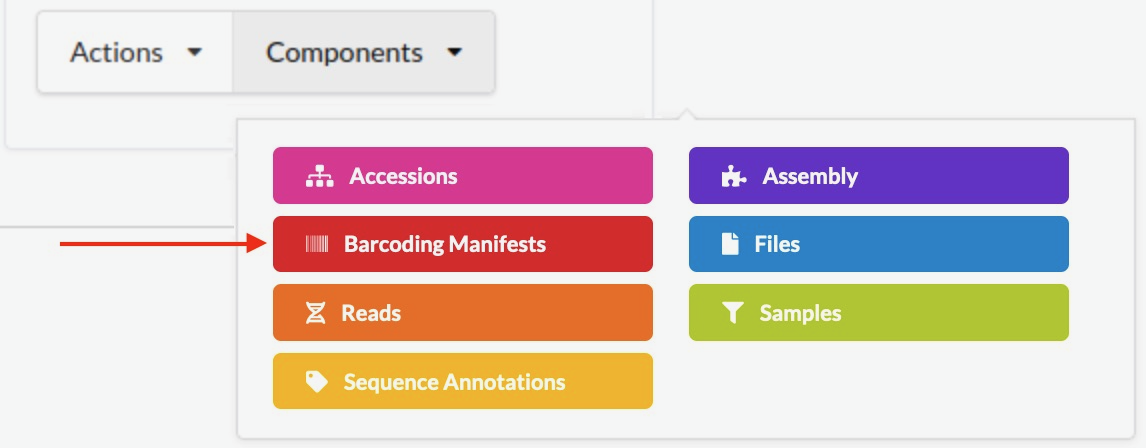 Actions
Components
Accessions
Assembly
Barcoding Manifests
Files
Reads
Samples
Sequence Annotations